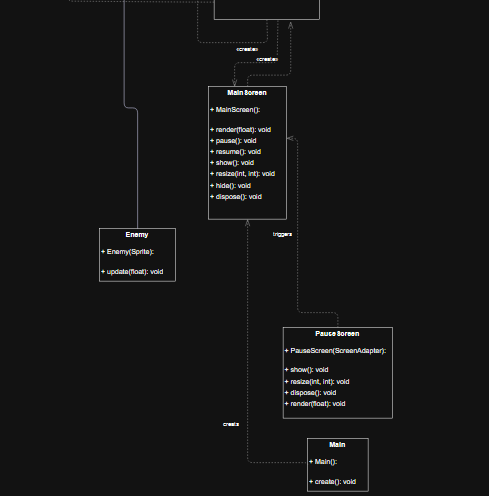 «create»
«create»
MainScreen
+ MainScreen():
+ render(float): void
+ pause(): void
+ resume(): void
+ show(): void
+ resize(int, int): void
+ hide(): void
+ dispose(): void
Enemy
+ Enemy(Sprite):
+ update(float): void
triggers
PauseScreen
+ PauseScreen(ScreenAdapter):
+ show(): void
+ resize(int, int): void
+ dispose(): void
+ render(float): void
create
Main
+ Main():
+ create(): void